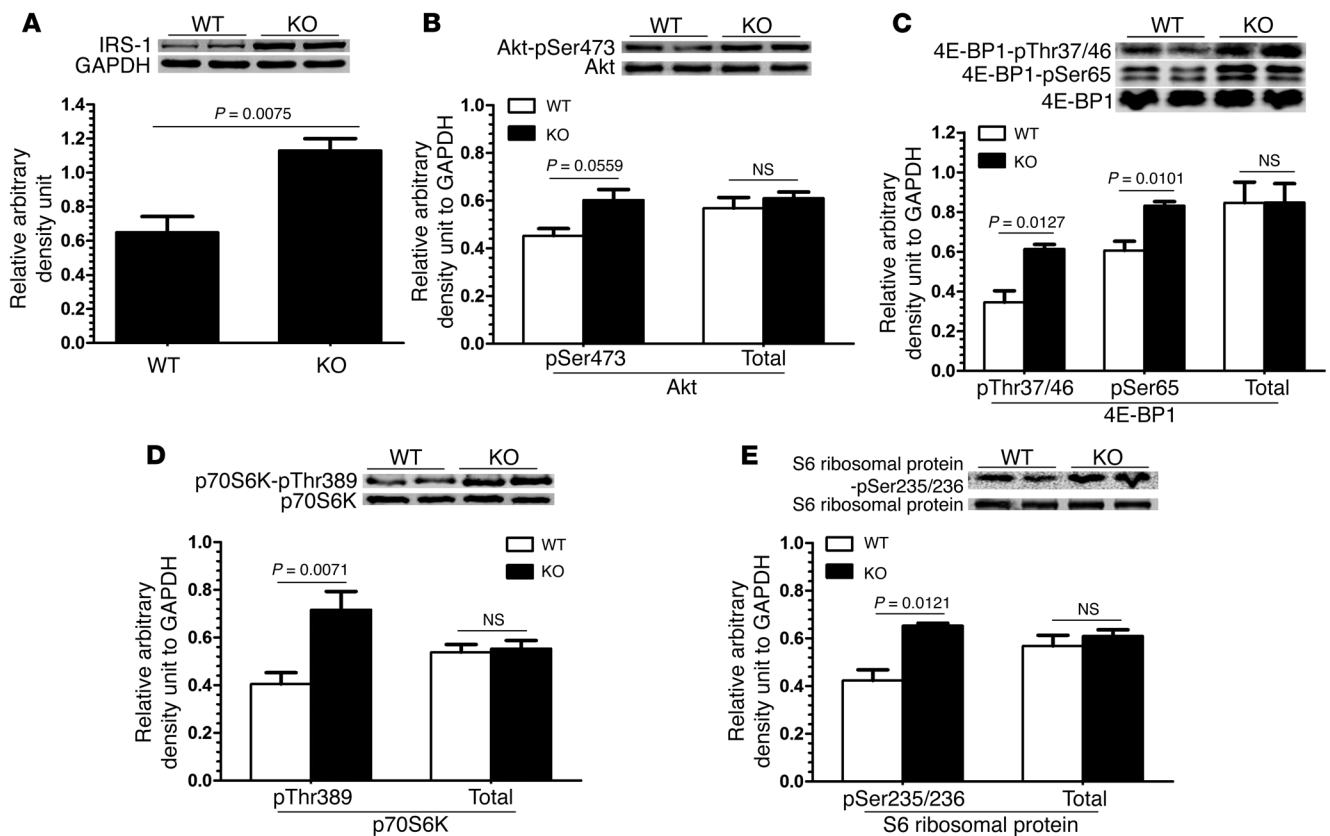 A
WT KO
IRS-1
GAPDH
1.4
1.2
1.0
0.8
0.6
0.4
0.2
0.0
Relative arbitrary
density unit
P = 0.0075
WT KO
B
WT KO
Akt-pSer473
Akt
1.0
0.8
0.6
0.4
0.2
0.0
Relative arbitrary
density unit to GAPDH
WT
KO
P = 0.0559
NS
pSer473 Total
Akt
C
WT KO
4E-BP1-pThr37/46
4E-BP1-pSer65
4E-BP1
1.2
1.0
0.8
0.6
0.4
0.2
0.0
Relative arbitrary
density unit to GAPDH
WT
KO
P = 0.0127
P = 0.0101
NS
pThr37/46 pSer65 Total
4E-BP1
D
WT KO
p70S6K-pThr389
p70S6K
1.0
0.8
0.6
0.4
0.2
0.0
Relative arbitrary
density unit to GAPDH
WT
KO
P = 0.0071
NS
pThr389 Total
p70S6K
E
WT KO
S6 ribosomal protein
-pSer235/236
S6 ribosomal protein
1.0
0.8
0.6
0.4
0.2
0.0
Relative arbitrary
density unit to GAPDH
WT
KO
P = 0.0121
NS
pSer235/236 Total
S6 ribosomal protein